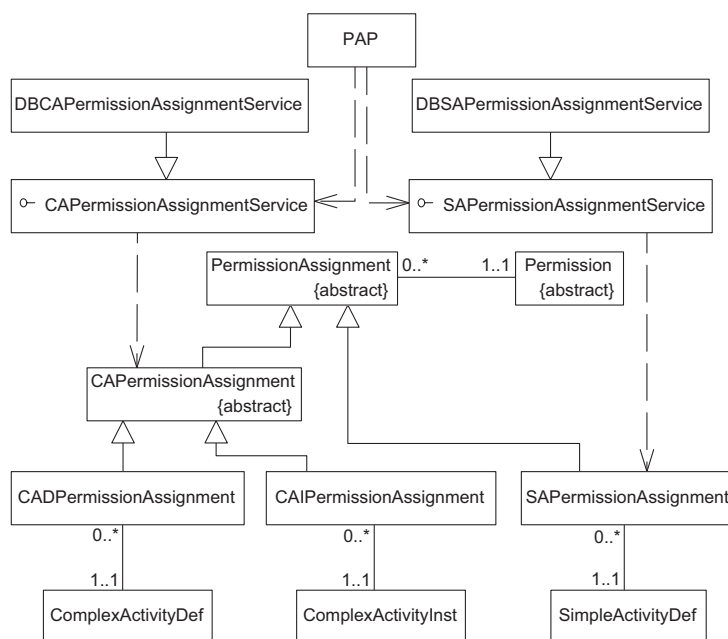 PAP
DBCAPermissionAssignmentService
DBSAPermissionAssignmentService
CAPermissionAssignmentService
SAPermissionAssignmentService
PermissionAssignment
{abstract}
0..*
1..1
Permission
{abstract}
CAPermissionAssignment
{abstract}
CADPermissionAssignment
CAIPermissionAssignment
SAPermissionAssignment
0..*
0..*
0..*
1..1
1..1
1..1
ComplexActivityDef
ComplexActivityInst
SimpleActivityDef